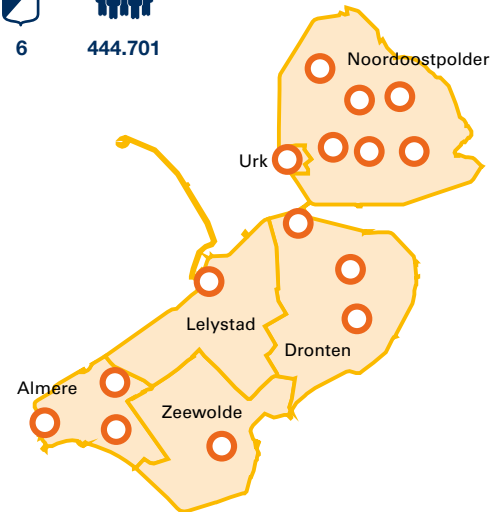 6 444.701
Noordoostpolder
Urk
Lelystad
Dronten
Almere
Zeewolde